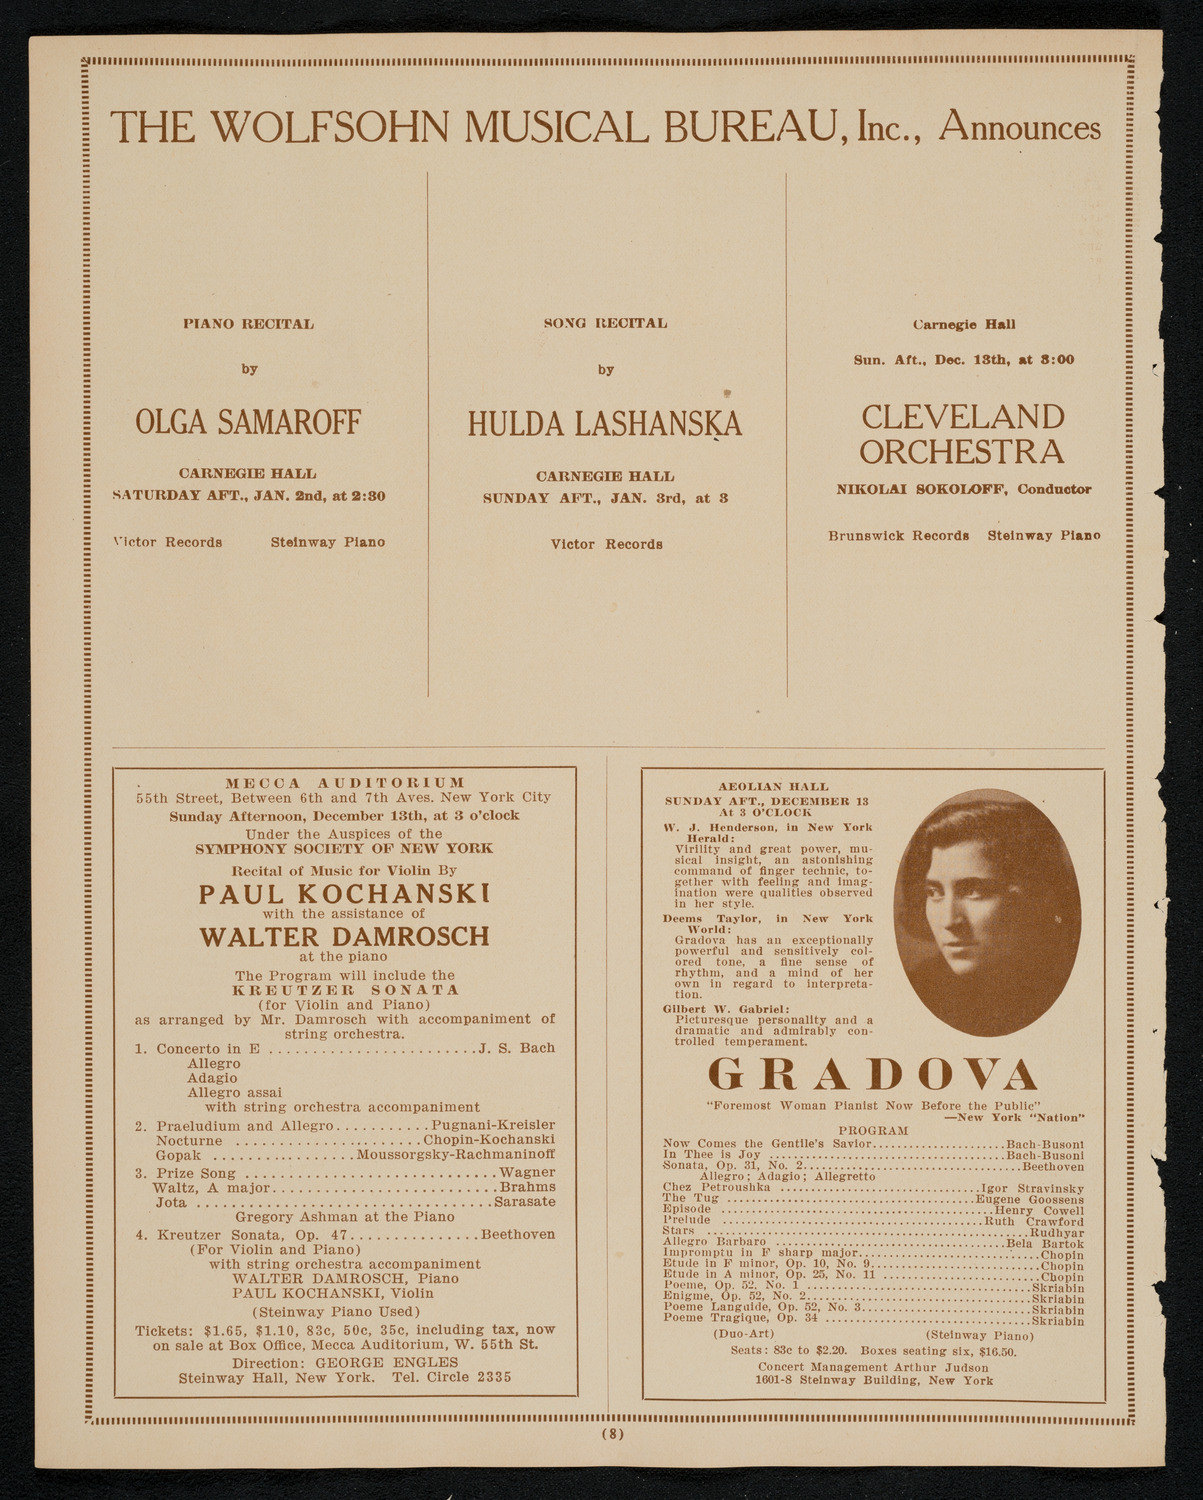 THE WOLFSOHN MUSICAL BUREAU, Inc., Announces
PIANO RECITAL
by
OLGA SAMAROFF
CARNEGIE HALL
SATURDAY AFT., JAN. 2nd, at 2:30
Victor Records Steinway Piano
SONG RECITAL
by
HULDA LASHANSKA
CARNEGIE HALL
SUNDAY AFT., JAN. 3rd, at 3
Victor Records
Carnegie Hall
Sun. Aft., Dec. 13th, at 8:00
CLEVELAND
ORCHESTRA
NIKOLAI SOKOLOFF, Conductor
Brunswick Records Steinway Piano
MECCA AUDITORIUM
55th Street, Between 6th and 7th Aves. New York City
Sunday Afternoon, December 13th, at 3 o'clock
Under the Auspices of the
SYMPHONY SOCIETY OF NEW YORK
Recital of Music for Violin By
PAUL KOCHANSKI
with the assistance of
WALTER DAMROSCH
at the piano
The Program will include the
KREUTZER SONATA
(for Violin and Piano)
as arranged by Mr. Damrosch with accompaniment of
string orchestra.
1. Concerto in E ........................J. S. Bach
Allegro
Adagio
Allegro assai
with string orchestra accompaniment
2. Praeludium and Allegro...........Pugnani-Kreisler
Nocturne .....................Chopin-Kochanski
Gopak ................Moussorgsky-Rachmaninoff
3. Prize Song .............................Wagner
Waltz, A major..........................Brahms
Jota ..................................Sarasate
Gregory Ashman at the Piano
4. Kreutzer Sonata, Op. 47...............Beethoven
(For Violin and Piano)
with string orchestra accompaniment
WALTER DAMROSCH, Piano
PAUL KOCHANSKI, Violin
(Steinway Piano Used)
Tickets: $1.65, $1.10, 83c, 50c, 35c, including tax, now
on sale at Box Office, Mecca Auditorium, W. 55th St.
Direction: GEORGE ENGLES
Steinway Hall, New York. Tel. Circle 2335
AEOLIAN HALL
SUNDAY AFT., DECEMBER 13
At 3 O'CLOCK
W. J. Henderson, in New York
Herald:
Virility and great power, mu-
sical insight, an astonishing
command of finger technic, to-
gether with feeling and imag-
ination were qualities observed
in her style.
Deems Taylor, in New York
World:
Gradova has an exceptionally
powerful and sensitively col-
ored tone, a fine sense of
rhythm, and a mind of her
own in regard to interpreta-
tion.
Gilbert W. Gabriel:
Picturesque personality and a
dramatic and admirably con-
trolled temperament.
GRADOVA
"Foremost Woman Pianist Now Before the Public"
—New York "Nation"
PROGRAM
Now Comes the Gentile's Savior.....................Bach-Busoni
In Thee is Joy ...............................Bach-Busoni
Sonata, Op. 31, No. 2............................Beethoven
Allegro; Adagio; Allegretto
Chez Petroushka ..........................Igor Stravinsky
The Tug ................................Eugene Goossens
Episode ...................................Henry Cowell
Prelude ..................................Ruth Crawford
Stars .........................................Rudhyar
Allegro Barbaro ..............................Bela Bartok
Impromptu in F sharp major.......................Chopin
Etude in F minor, Op. 10, No. 9......................Chopin
Etude in A minor, Op. 25, No. 11 ....................Chopin
Poeme, Op. 52, No. 1 .............................Skriabin
Enigme, Op. 52, No. 2.............................Skriabin
Poeme Languide, Op. 52, No. 3......................Skriabin
Poeme Tragique, Op. 34 ...........................Skriabin
(Duo-Art) (Steinway Piano)
Seats: 83c to $2.20. Boxes seating six, $16.50.
Concert Management Arthur Judson
1601-8 Steinway Building, New York
(8)